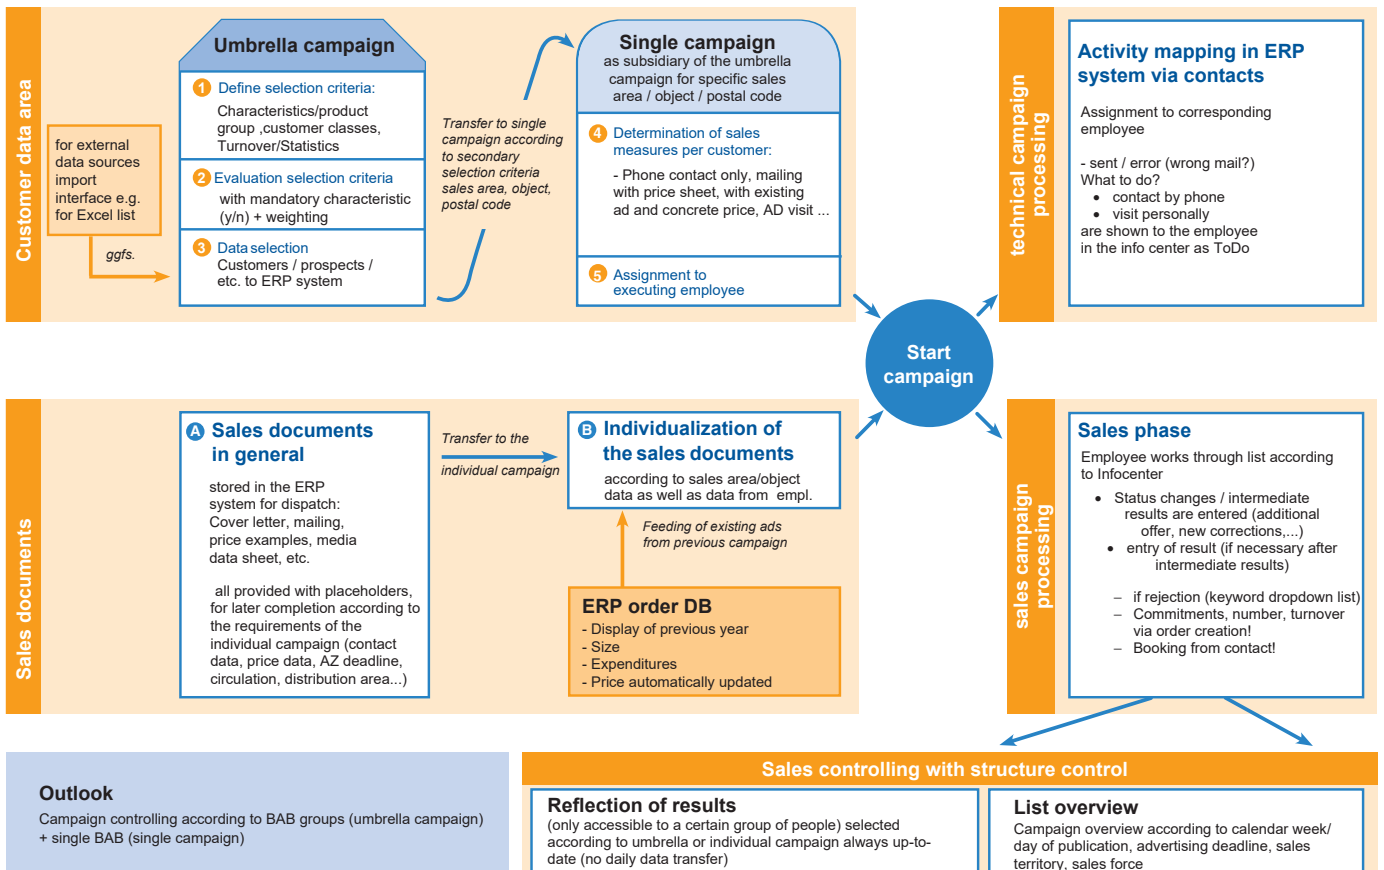 Customer data area
for external
data sources
import
interface e.g.
for Excel list
ggfs.
Umbrella campaign
1 Define selection criteria:
Characteristics/product
group ,customer classes,
Turnover/Statistics
2 Evaluation selection criteria
with mandatory characteristic
(y/n) + weighting
3 Data selection
Customers / prospects /
etc. to ERP system
Transfer to single
campaign according
to secondary
selection criteria
sales area, object,
postal code
Single campaign
as subsidiary of the umbrella
campaign for specific sales
area / object / postal code
4 Determination of sales
measures per customer:
- Phone contact only, mailing
with price sheet, with existing
ad and concrete price, AD visit ...
5 Assignment to
executing employee
Start
campaign
technical campaign
processing
Activity mapping in ERP
system via contacts
Assignment to corresponding
employee
- sent / error (wrong mail?)
What to do?
• contact by phone
• visit personally
are shown to the employee
in the info center as ToDo
Sales documents
A Sales documents
in general
stored in the ERP
system for dispatch:
Cover letter, mailing,
price examples, media
data sheet, etc.
all provided with placeholders,
for later completion according to
the requirements of the
individual campaign (contact
data, price data, AZ deadline,
circulation, distribution area...)
Transfer to the
individual campaign
B Individualization of
the sales documents
according to sales area/object
data as well as data from empl.
Feeding of existing ads
from previous campaign
ERP order DB
- Display of previous year
- Size
- Expenditures
- Price automatically updated
sales campaign
processing
Sales phase
Employee works through list according
to Infocenter
• Status changes / intermediate
results are entered (additional
offer, new corrections,...)
• entry of result (if necessary after
intermediate results)
– if rejection (keyword dropdown list)
– Commitments, number, turnover
via order creation!
– Booking from contact!
Outlook
Campaign controlling according to BAB groups (umbrella campaign)
+ single BAB (single campaign)
Sales controlling with structure control
Reflection of results
(only accessible to a certain group of people) selected
according to umbrella or individual campaign always up-to-
date (no daily data transfer)
List overview
Campaign overview according to calendar week/
day of publication, advertising deadline, sales
territory, sales force